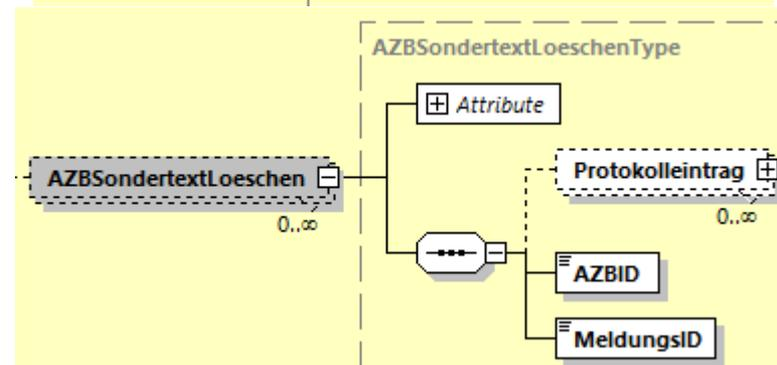 AZBSondertextLoeschenType
Attribute
AZBSondertextLoeschen
0..∞
Protokolleintrag
0..∞
AZBID
MeldungsID